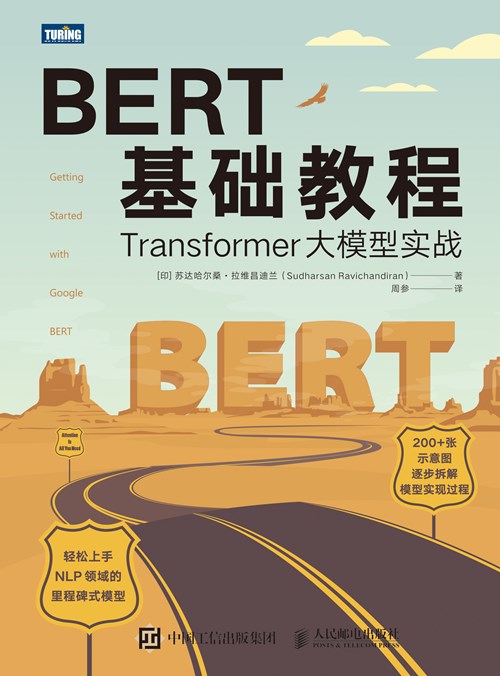 TURING
BERT
基础教程
Transformer大模型实战
Getting
Started
with
Google
BERT
[印] 苏达哈尔桑·拉维昌迪兰（Sudharsan Ravichandiran）——著
周参——译
BERT
Attention
Is
All You Need
200+张
示意图
逐步拆解
模型实现过程
轻松上手
NLP 领域的
里程碑式模型
中国工信出版集团
人民邮电出版社
POSTS & TELECOM PRESS